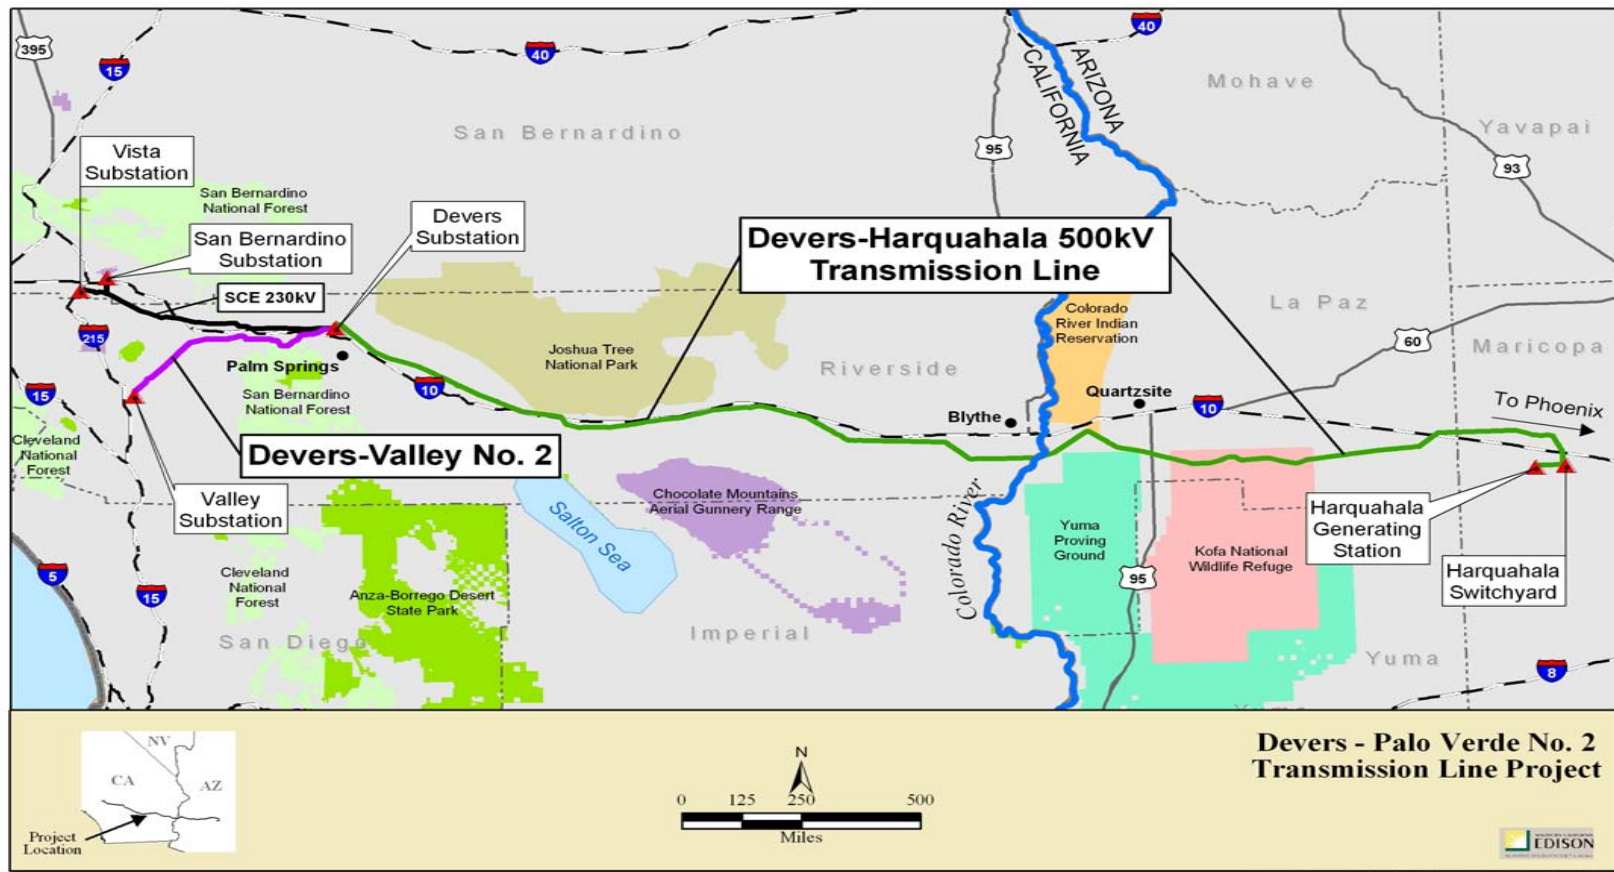 395
15
40
40
ARIZONA
CALIFORNIA
Mohave
San Bernardino
Yavapai
95
93
Vista
Substation
San Bernardino
National Forest
Devers
Substation
San Bernardino
Substation
Devers-Harquahala 500kV
Transmission Line
SCE 230kV
La Paz
Colorado
River Indian
Reservation
215
60
Maricopa
Joshua Tree
National Park
Palm Springs
Riverside
10
15
San Bernardino
National Forest
Quartzsite
Blythe
10
To Phoenix
Cleveland
National
Forest
Devers-Valley No. 2
Valley
Substation
Chocolate Mountains
Aerial Gunnery Range
Salton Sea
Colorado River
Yuma
Proving
Ground
Kofa National
Wildlife Refuge
Harquahala
Generating
Station
Harquahala
Switchyard
5
15
95
Cleveland
National
Forest
Anza-Borrego Desert
State Park
San Diego
Imperial
Yuma
8
NV
CA
AZ
Project
Location
N
0 125 250 500
Miles
Devers - Palo Verde No. 2
Transmission Line Project
EDISON